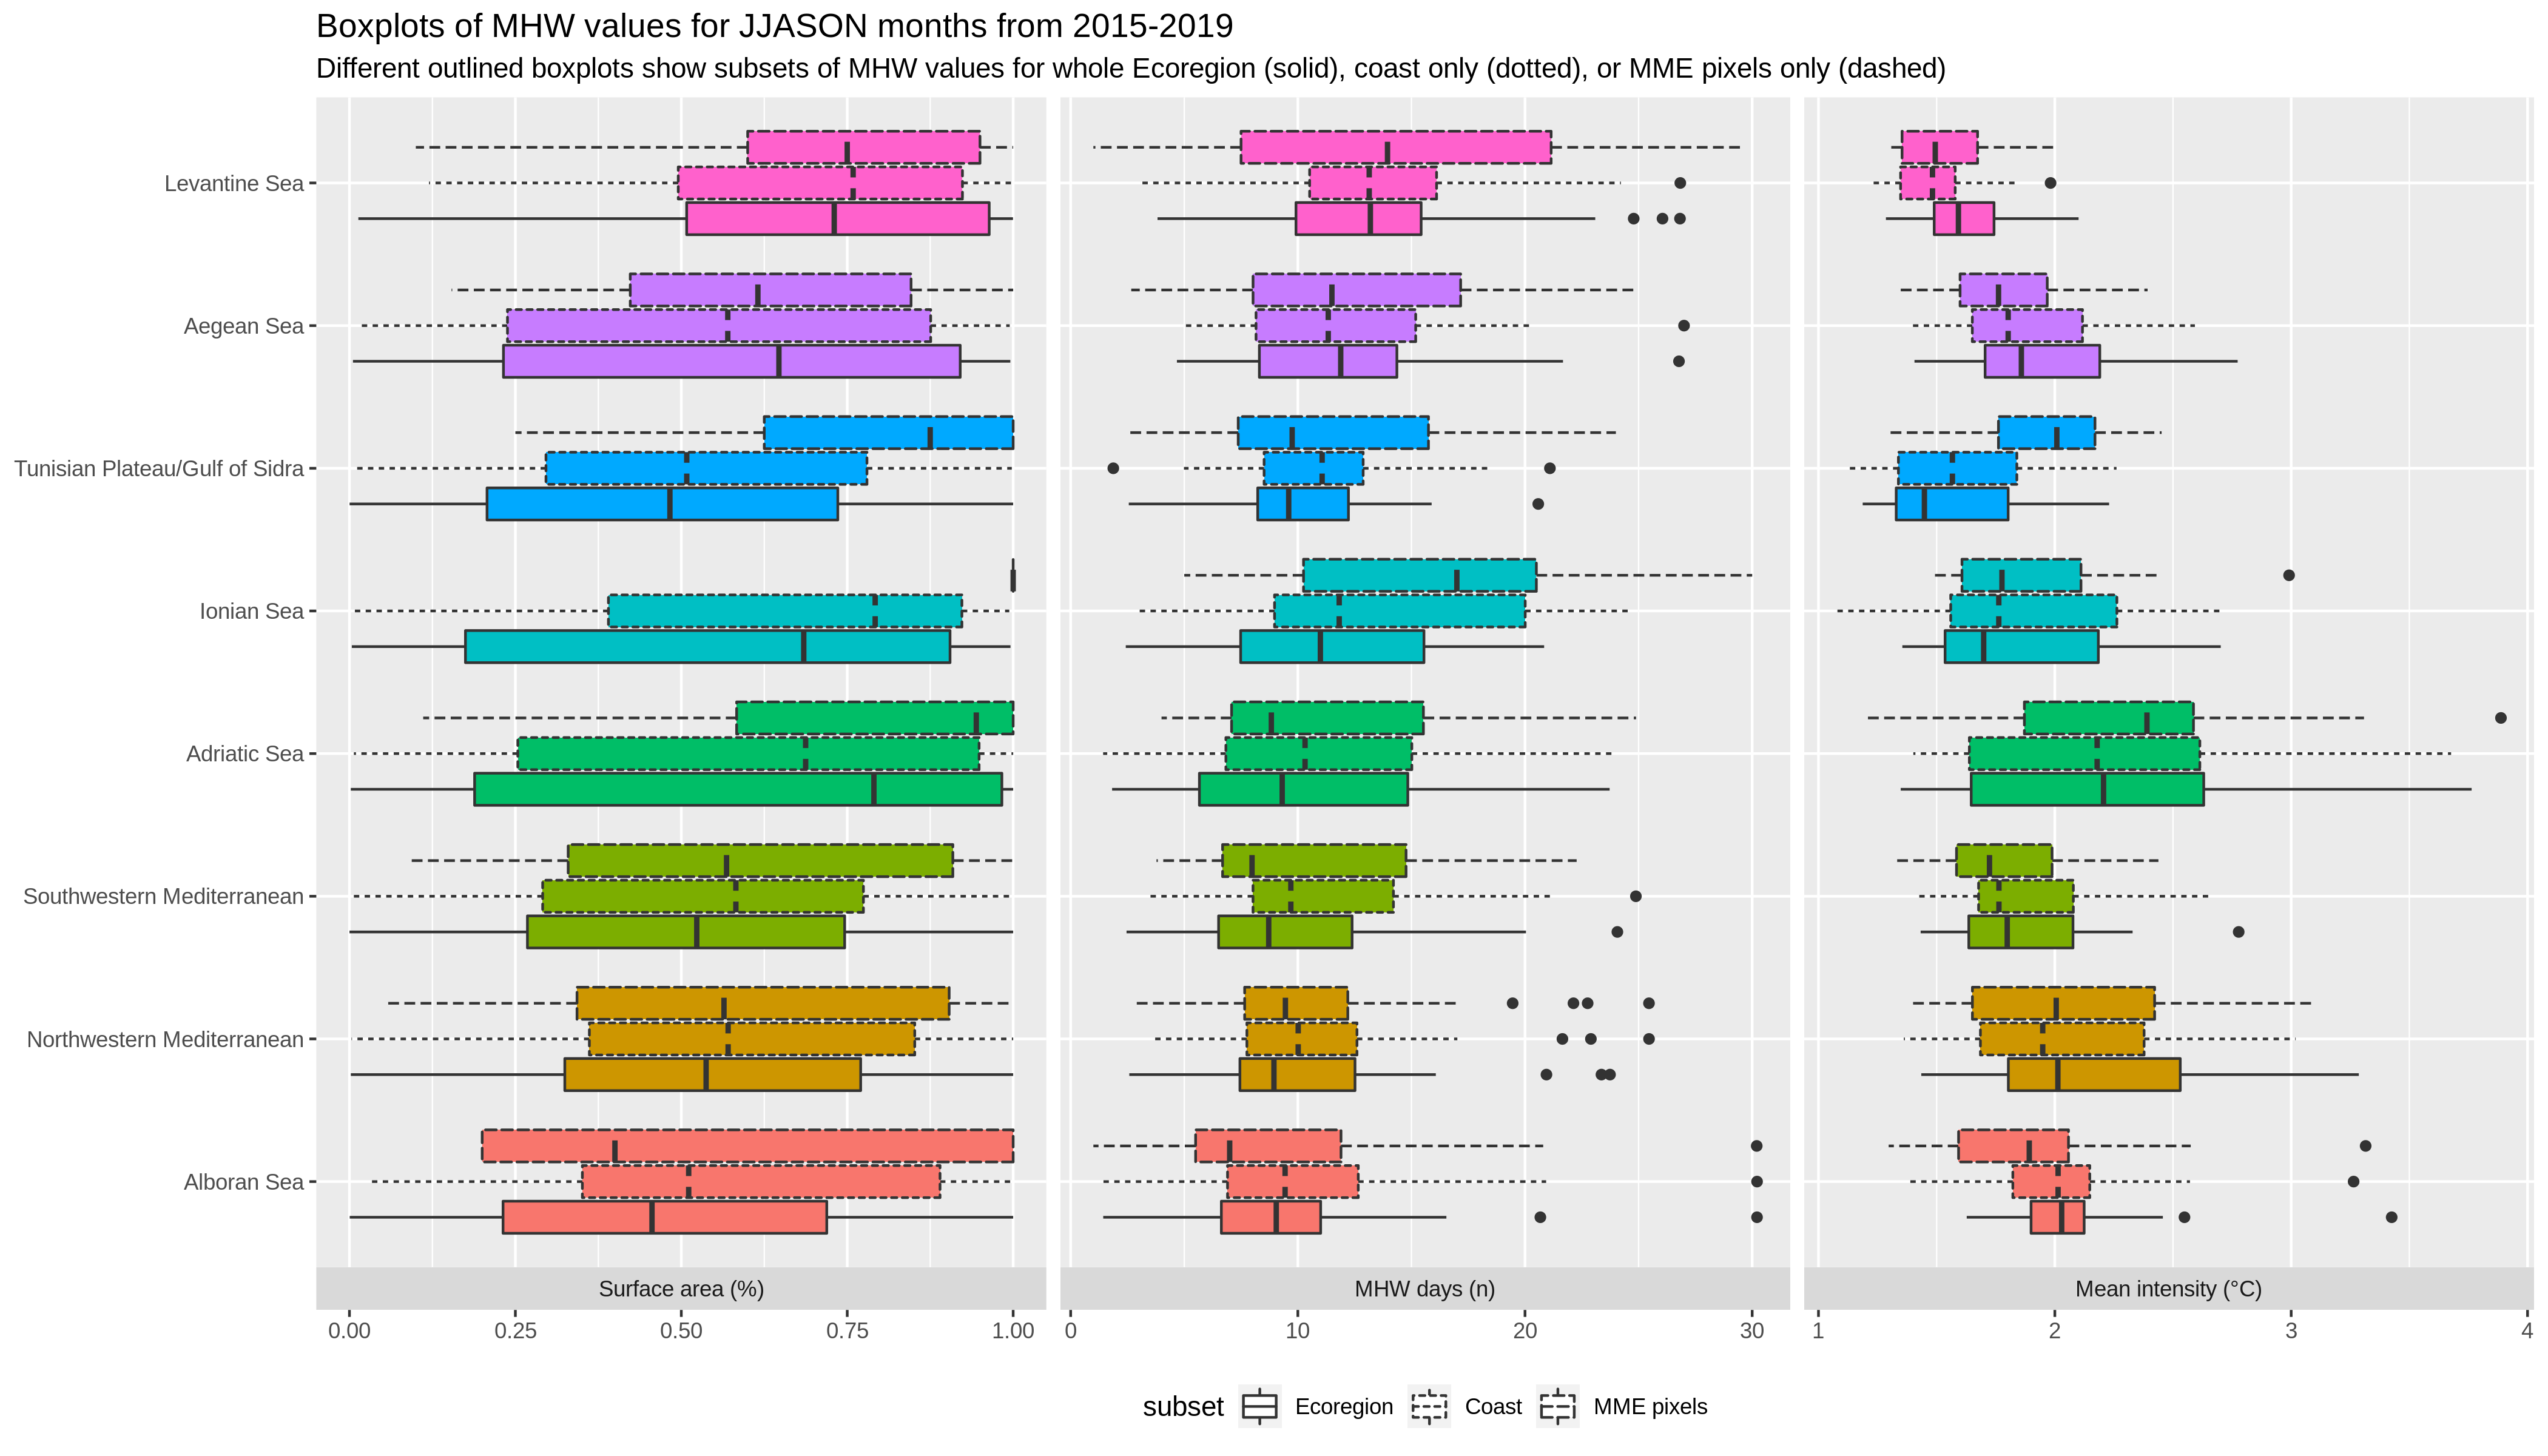 Boxplots of MHW values for JJASON months from 2015-2019
Different outlined boxplots show subsets of MHW values for whole Ecoregion (solid), coast only (dotted), or MME pixels only (dashed)
Levantine Sea
Aegean Sea
Tunisian Plateau/Gulf of Sidra
Ionian Sea
Adriatic Sea
Southwestern Mediterranean
Northwestern Mediterranean
Alboran Sea
Surface area (%) MHW days (n) Mean intensity (°C)
0.00 0.25 0.50 0.75 1.00 0 10 20 30 1 2 3 4
subset Ecoregion Coast MME pixels